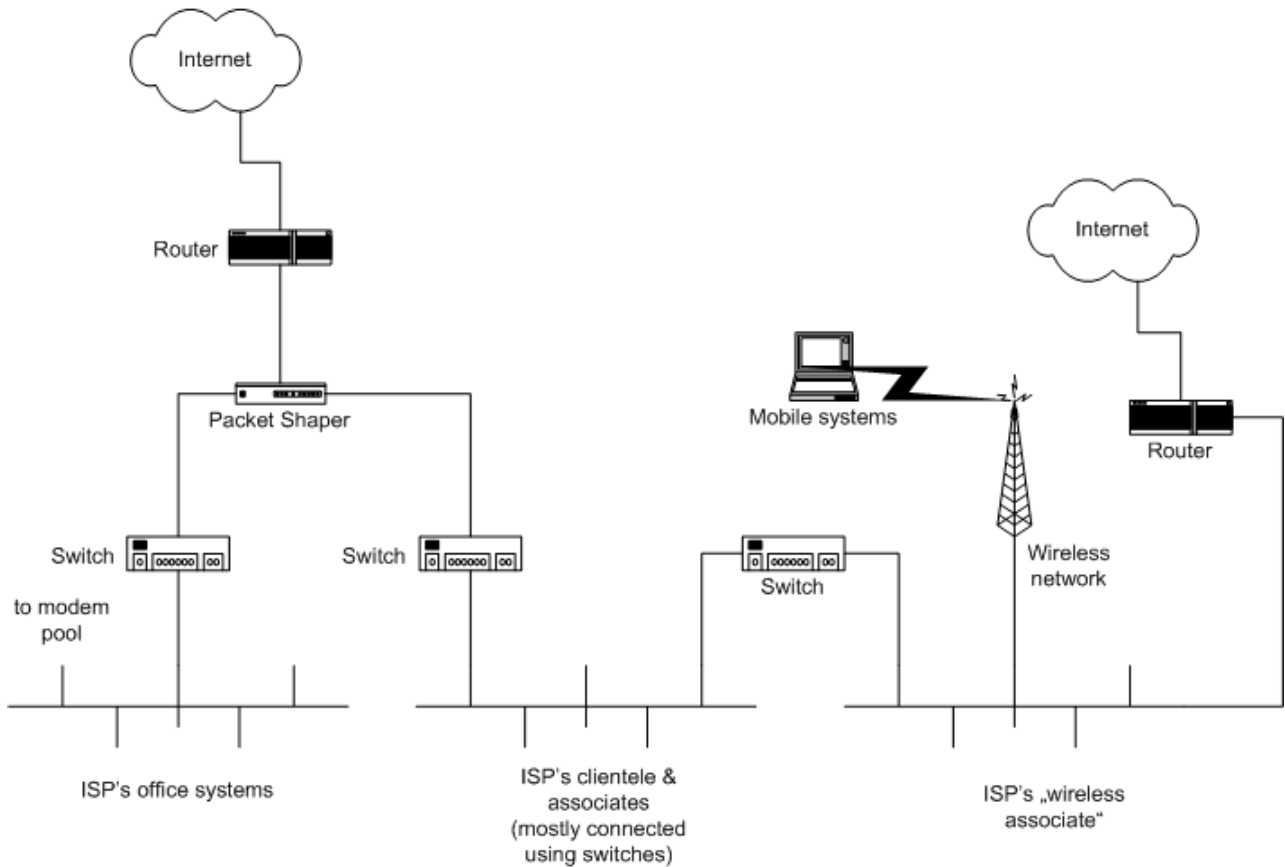 Internet
Router
Packet Shaper
Switch
Switch
to modem
pool
ISP's office systems
ISP's clientele &
associates
(mostly connected
using switches)
Switch
Mobile systems
Wireless
network
Internet
Router
ISP's „wireless
associate“